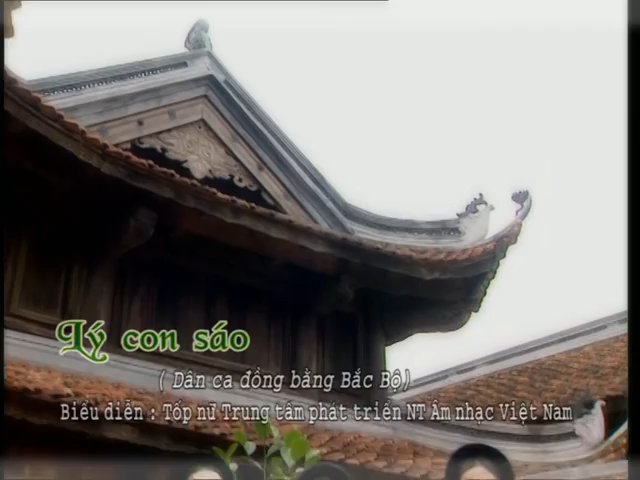 Lý con sáo
( Dân ca đồng bằng Bắc Bộ)
Biểu diễn : Tốp nữ Trung tâm phát triển NT Âm nhạc Việt Nam